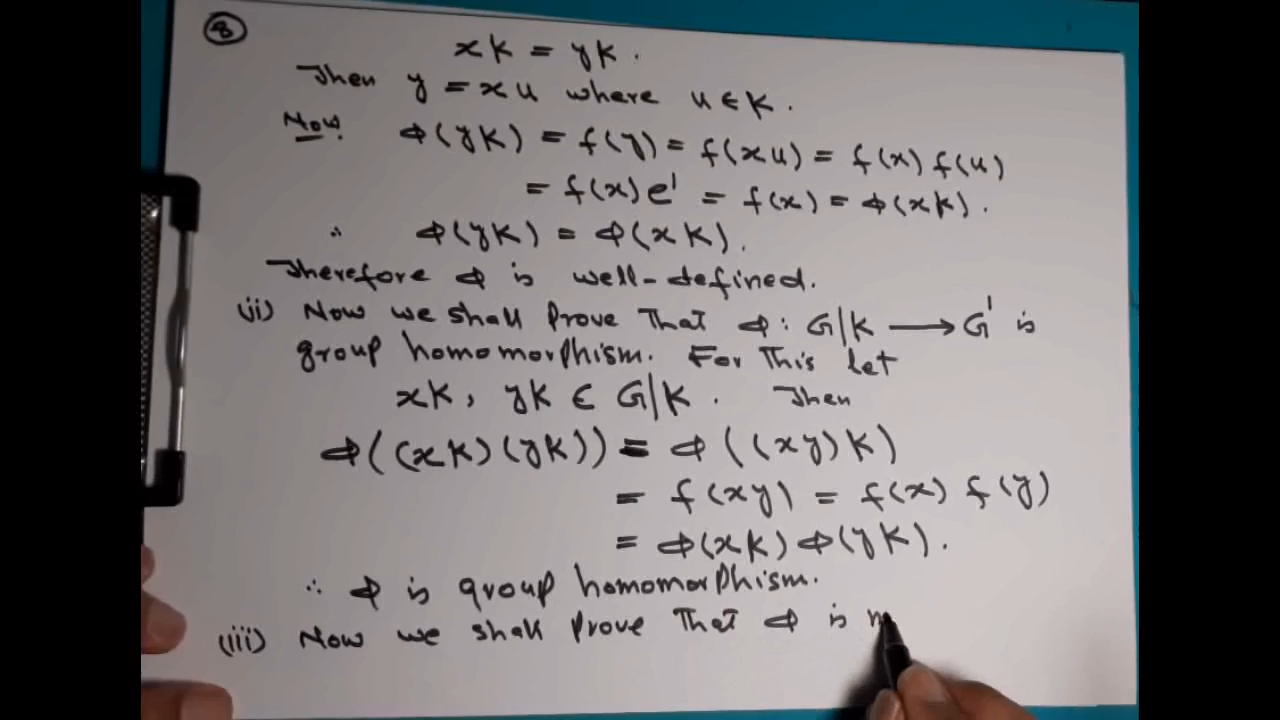 8
xK = yK.
Then y = xu where u ∈ K.
Now. Φ(yK) = f(y) = f(xu) = f(x) f(u)
= f(x)e' = f(x) = Φ(xK).
∴ Φ(yK) = Φ(xK).
Therefore Φ is well-defined.
(ii) Now we shall prove that Φ: G/K ⟶ G' is
group homomorphism. For this let
xK, yK ∈ G/K. Then
Φ((xK)(yK)) = Φ((xy)K)
= f(xy) = f(x) f(y)
= Φ(xK) Φ(yK).
∴ Φ is group homomorphism.
(iii) Now we shall prove that Φ is